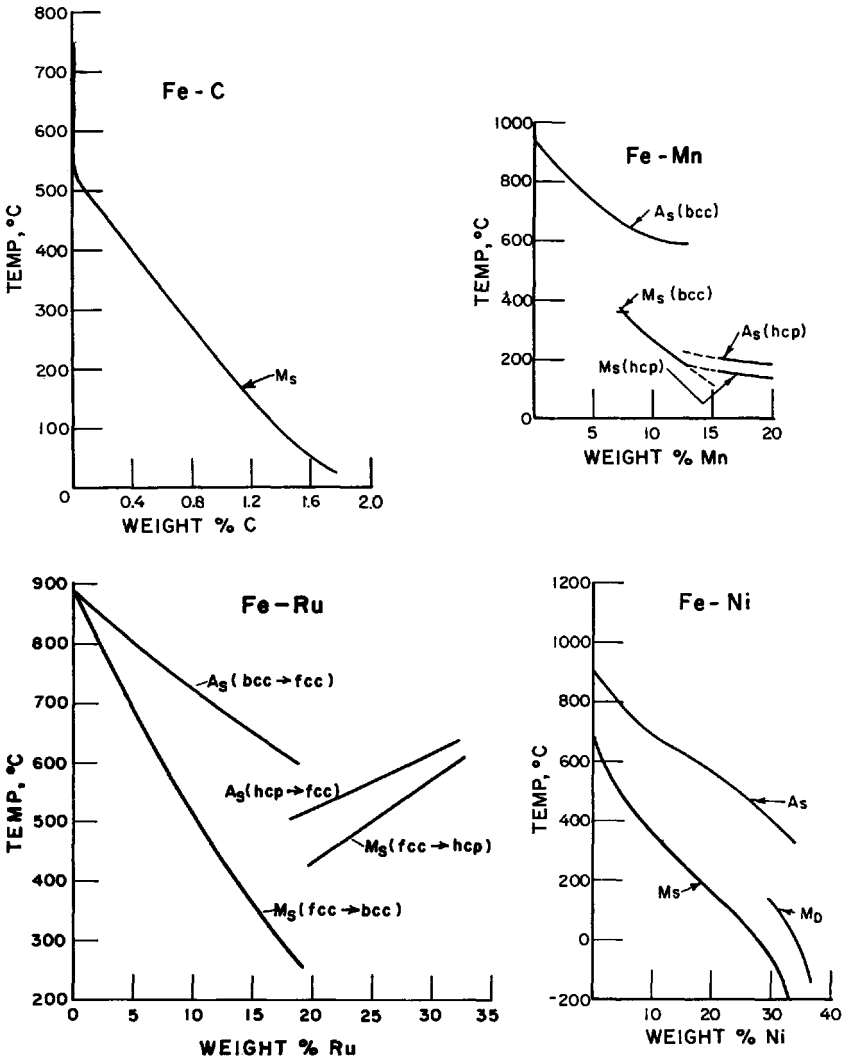 Fe-C
TEMP, °C
800
700
600
500
400
300
200
100
0
0.4
0.8
1.2
1.6
2.0
Ms
WEIGHT % C
Fe-Mn
TEMP, °C
1000
800
600
400
200
0
5
10
15
20
As (bcc)
Ms (bcc)
As (hcp)
Ms (hcp)
WEIGHT % Mn
Fe-Ru
TEMP, °C
900
800
700
600
500
400
300
200
0
5
10
15
20
25
30
35
As (bcc→fcc)
As (hcp→fcc)
Ms (fcc→hcp)
Ms (fcc→bcc)
WEIGHT % Ru
Fe-Ni
TEMP, °C
1200
1000
800
600
400
200
0
-200
0
10
20
30
40
As
Ms
MD
WEIGHT % Ni